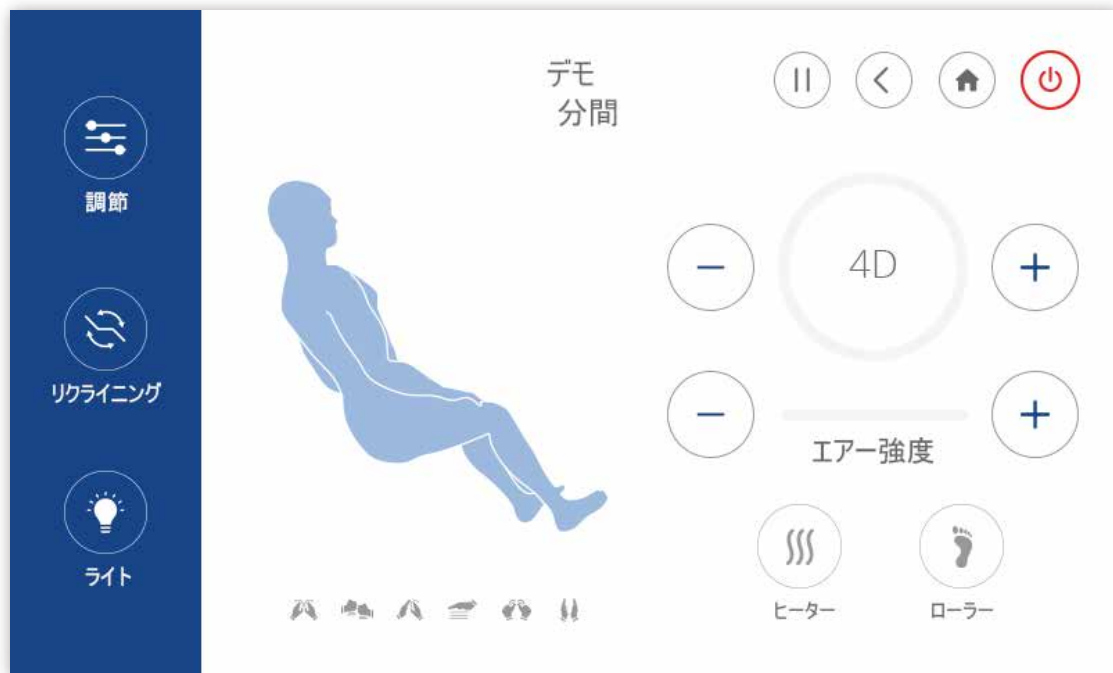 デモ
分間
調節
4D
リクライニング
エアー強度
ライト
ヒーター
ローラー